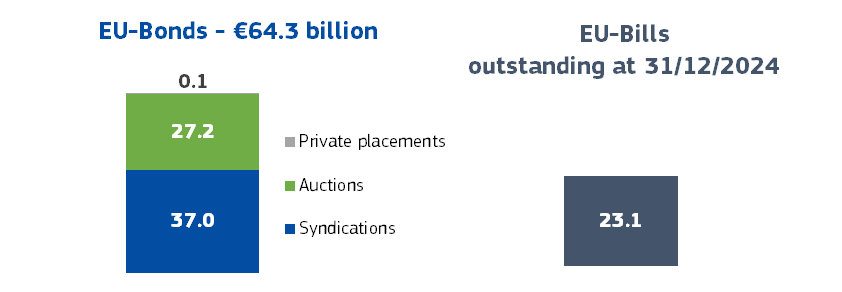 EU-Bonds - €64.3 billion
0.1
27.2
37.0
Private placements
Auctions
Syndications
EU-Bills
outstanding at 31/12/2024
23.1